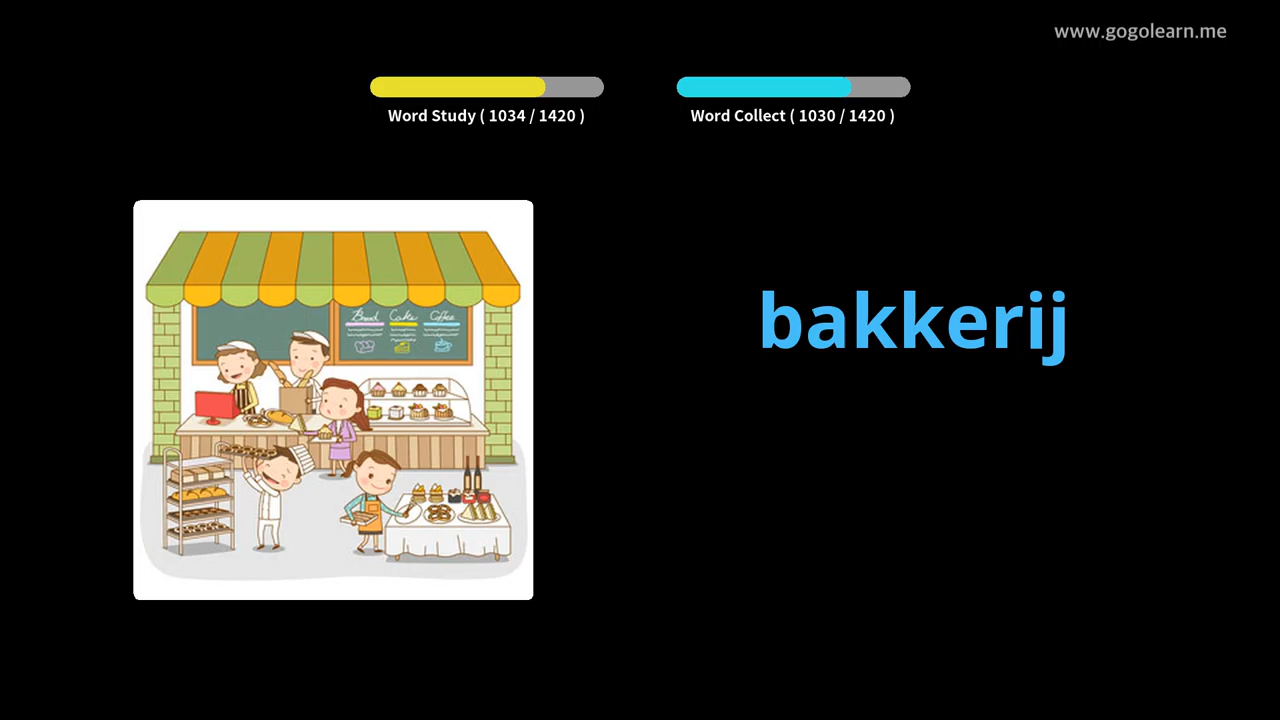 www.gogolearn.me
Word Study ( 1034 / 1420 )
Word Collect ( 1030 / 1420 )
Bread Cake Coffee
bakkerij